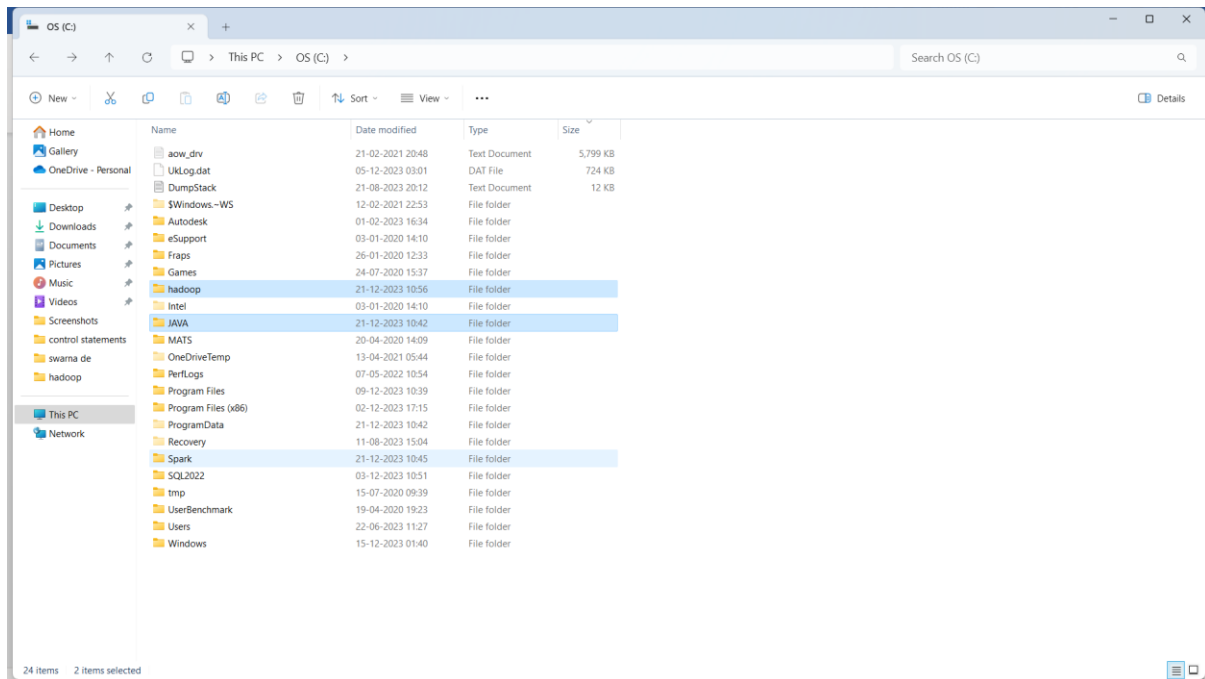 OS (C:)
This PC > OS (C:) >
Search OS (C:)
New
Sort
View
Details
Home
Gallery
OneDrive - Personal
Desktop
Downloads
Documents
Pictures
Music
Videos
Screenshots
control statements
swarna de
hadoop
This PC
Network
Name Date modified Type Size
aow_drv 21-02-2021 20:48 Text Document 5,799 KB
UkLog.dat 05-12-2023 03:01 DAT File 724 KB
DumpStack 21-08-2023 20:12 Text Document 12 KB
$Windows.~WS 12-02-2021 22:53 File folder
Autodesk 01-02-2023 16:34 File folder
eSupport 03-01-2020 14:10 File folder
Fraps 26-01-2020 12:33 File folder
Games 24-07-2020 15:37 File folder
hadoop 21-12-2023 10:56 File folder
Intel 03-01-2020 14:10 File folder
JAVA 21-12-2023 10:42 File folder
MATS 20-04-2020 14:09 File folder
OneDriveTemp 13-04-2021 05:44 File folder
PerfLogs 07-05-2022 10:54 File folder
Program Files 09-12-2023 10:39 File folder
Program Files (x86) 02-12-2023 17:15 File folder
ProgramData 21-12-2023 10:42 File folder
Recovery 11-08-2023 15:04 File folder
Spark 21-12-2023 10:45 File folder
SQL2022 03-12-2023 10:51 File folder
tmp 15-07-2020 09:39 File folder
UserBenchmark 19-04-2020 19:23 File folder
Users 22-06-2023 11:27 File folder
Windows 15-12-2023 01:40 File folder
24 items 2 items selected